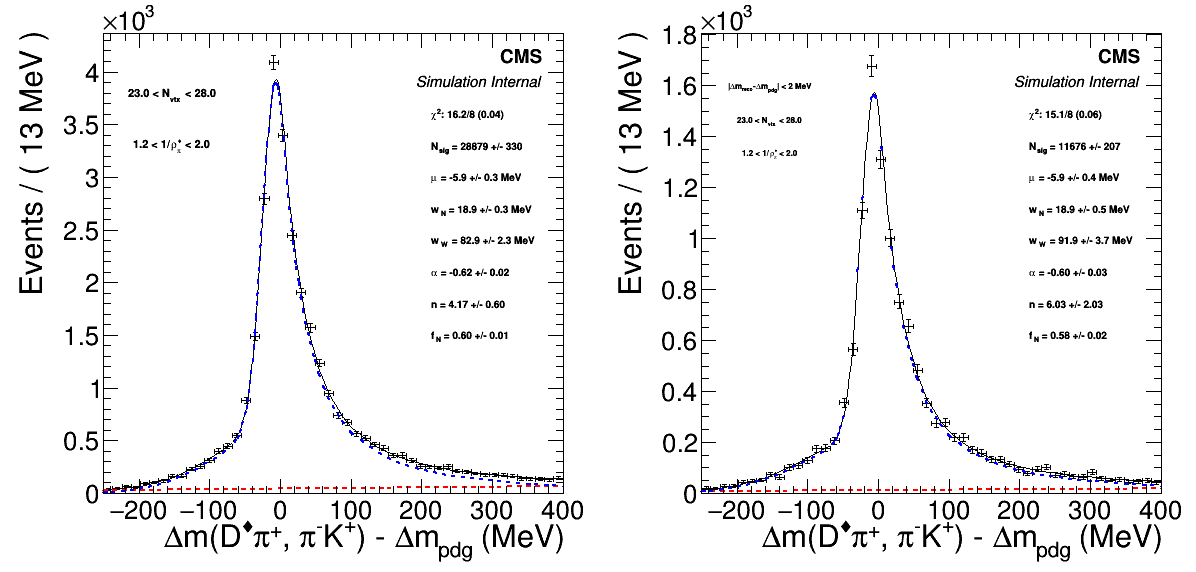 ×10³
CMS
Simulation Internal
23.0 < N_vtx < 28.0
1.2 < 1/ρ_π^* < 2.0
χ²: 16.2/8 (0.04)
N_sig = 28879 +/- 330
μ = -5.9 +/- 0.3 MeV
w_N = 18.9 +/- 0.3 MeV
w_W = 82.9 +/- 2.3 MeV
α = -0.62 +/- 0.02
n = 4.17 +/- 0.60
f_N = 0.60 +/- 0.01
Events / ( 13 MeV )
4
3.5
3
2.5
2
1.5
1
0.5
0
−200 −100 0 100 200 300 400
Δm(D♦π⁺, π⁻K⁺) - Δm_pdg (MeV)
×10³
CMS
Simulation Internal
|Δm_reco-Δm_pdg| < 2 MeV
23.0 < N_vtx < 28.0
1.2 < 1/ρ_π^* < 2.0
χ²: 15.1/8 (0.06)
N_sig = 11676 +/- 207
μ = -5.9 +/- 0.4 MeV
w_N = 18.9 +/- 0.5 MeV
w_W = 91.9 +/- 3.7 MeV
α = -0.60 +/- 0.03
n = 6.03 +/- 2.03
f_N = 0.58 +/- 0.02
Events / ( 13 MeV )
1.8
1.6
1.4
1.2
1
0.8
0.6
0.4
0.2
0
−200 −100 0 100 200 300 400
Δm(D♦π⁺, π⁻K⁺) - Δm_pdg (MeV)